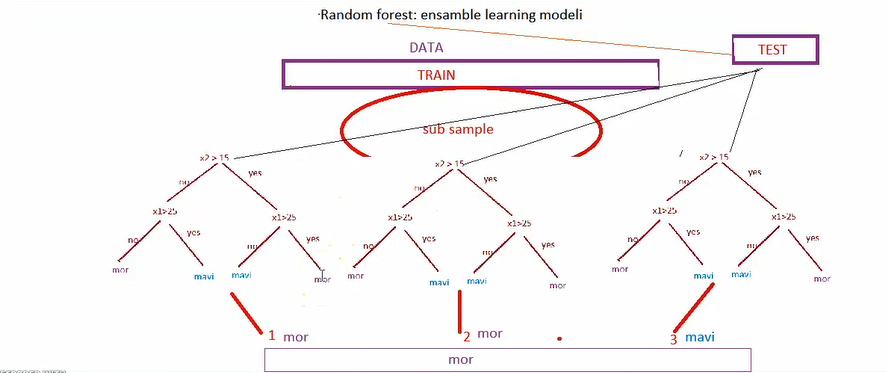 ·Random forest: ensamble learning modeli
DATA
TEST
TRAIN
sub sample
x2 > 15
x2 > 15
x2 > 15
no
yes
no
yes
no
yes
x1>25
x1>25
x1>25
x1>25
x1>25
x1>25
no
yes
no
yes
no
yes
no
yes
no
yes
no
yes
mor
mavi
mavi
mor
mor
mavi
mavi
mor
mor
mavi
mavi
mor
1 mor
2 mor
3 mavi
mor